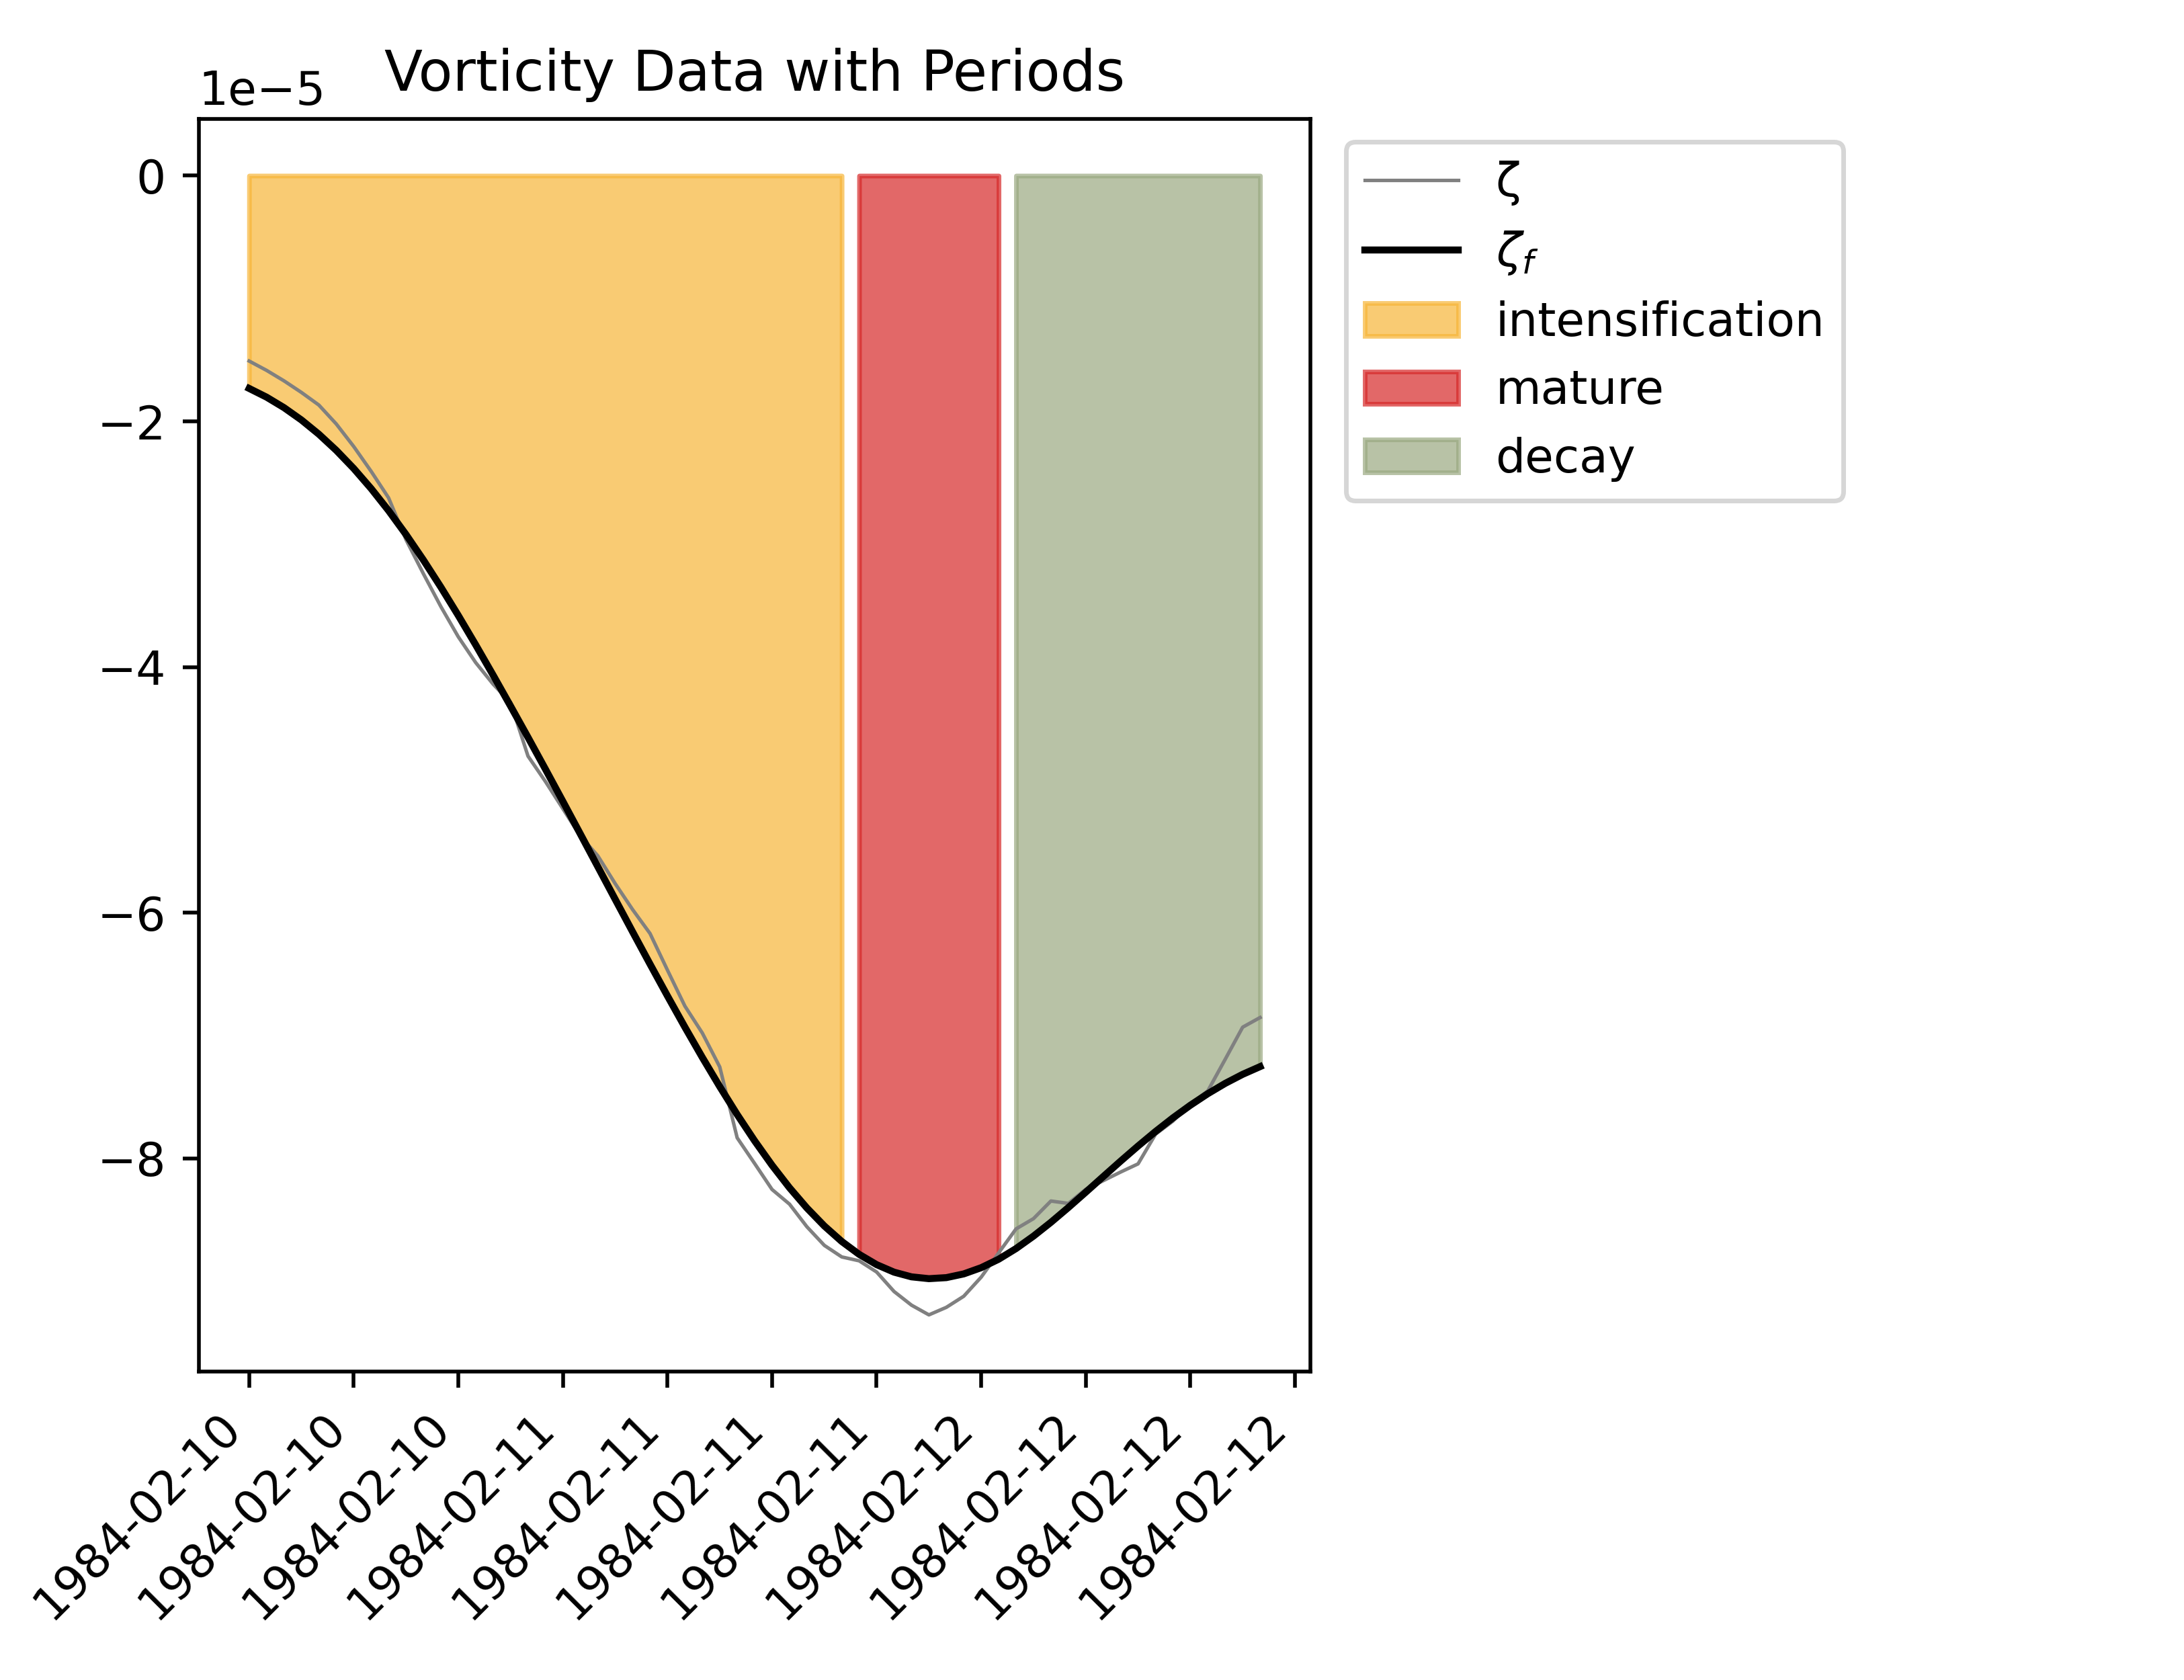 Vorticity Data with Periods
1e−5
0
−2
−4
−6
−8
1984-02-10
1984-02-10
1984-02-10
1984-02-11
1984-02-11
1984-02-11
1984-02-11
1984-02-12
1984-02-12
1984-02-12
1984-02-12
ζ
ζf
intensification
mature
decay